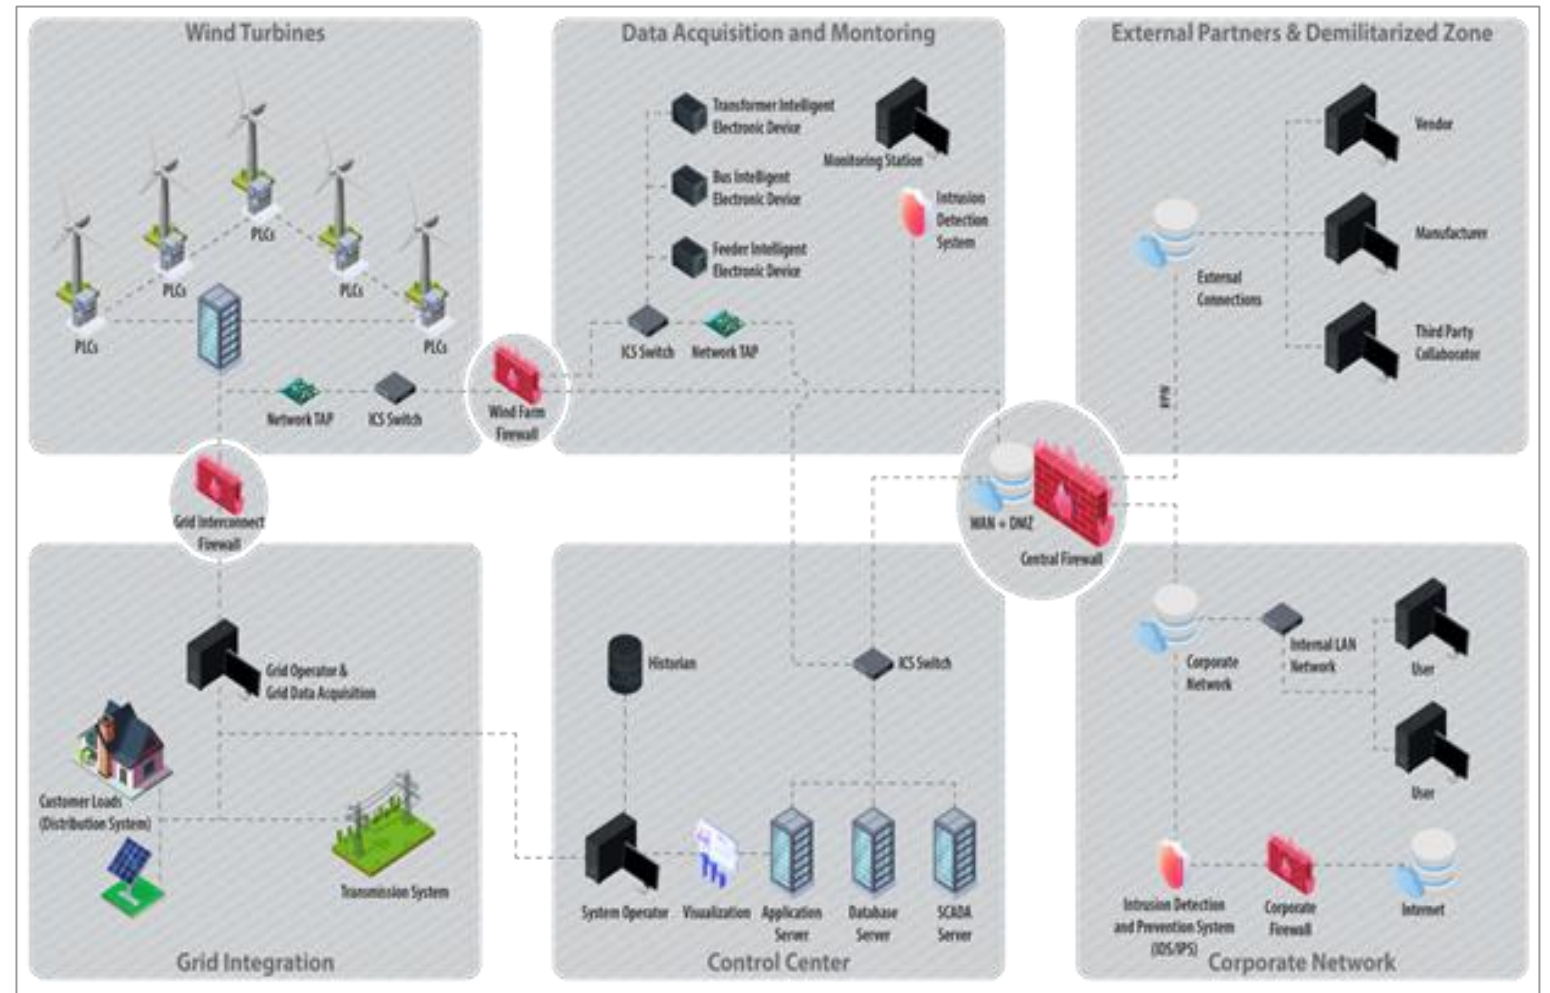 Wind Turbines
PLCs
PLCs
PLCs
PLCs
PLCs
Network TAP
ICS Switch
Wind Farm
Firewall
Grid Interconnect
Firewall
Data Acquisition and Montoring
Transformer Intelligent
Electronic Device
Bus Intelligent
Electronic Device
Feeder Intelligent
Electronic Device
Monitoring Station
Intrusion
Detection
System
ICS Switch
Network TAP
External Partners & Demilitarized Zone
Vendor
Manufacturer
Third Party
Collaborator
External
Connections
WAN + DMZ
Central Firewall
Grid Operator &
Grid Data Acquisition
Customer Loads
(Distribution System)
Transmission System
Grid Integration
Historian
ICS Switch
System Operator
Visualization
Application
Server
Database
Server
SCADA
Server
Control Center
Corporate
Network
Internal LAN
Network
User
User
Intrusion Detection
and Prevention System
(IDS/IPS)
Corporate
Firewall
Internet
Corporate Network